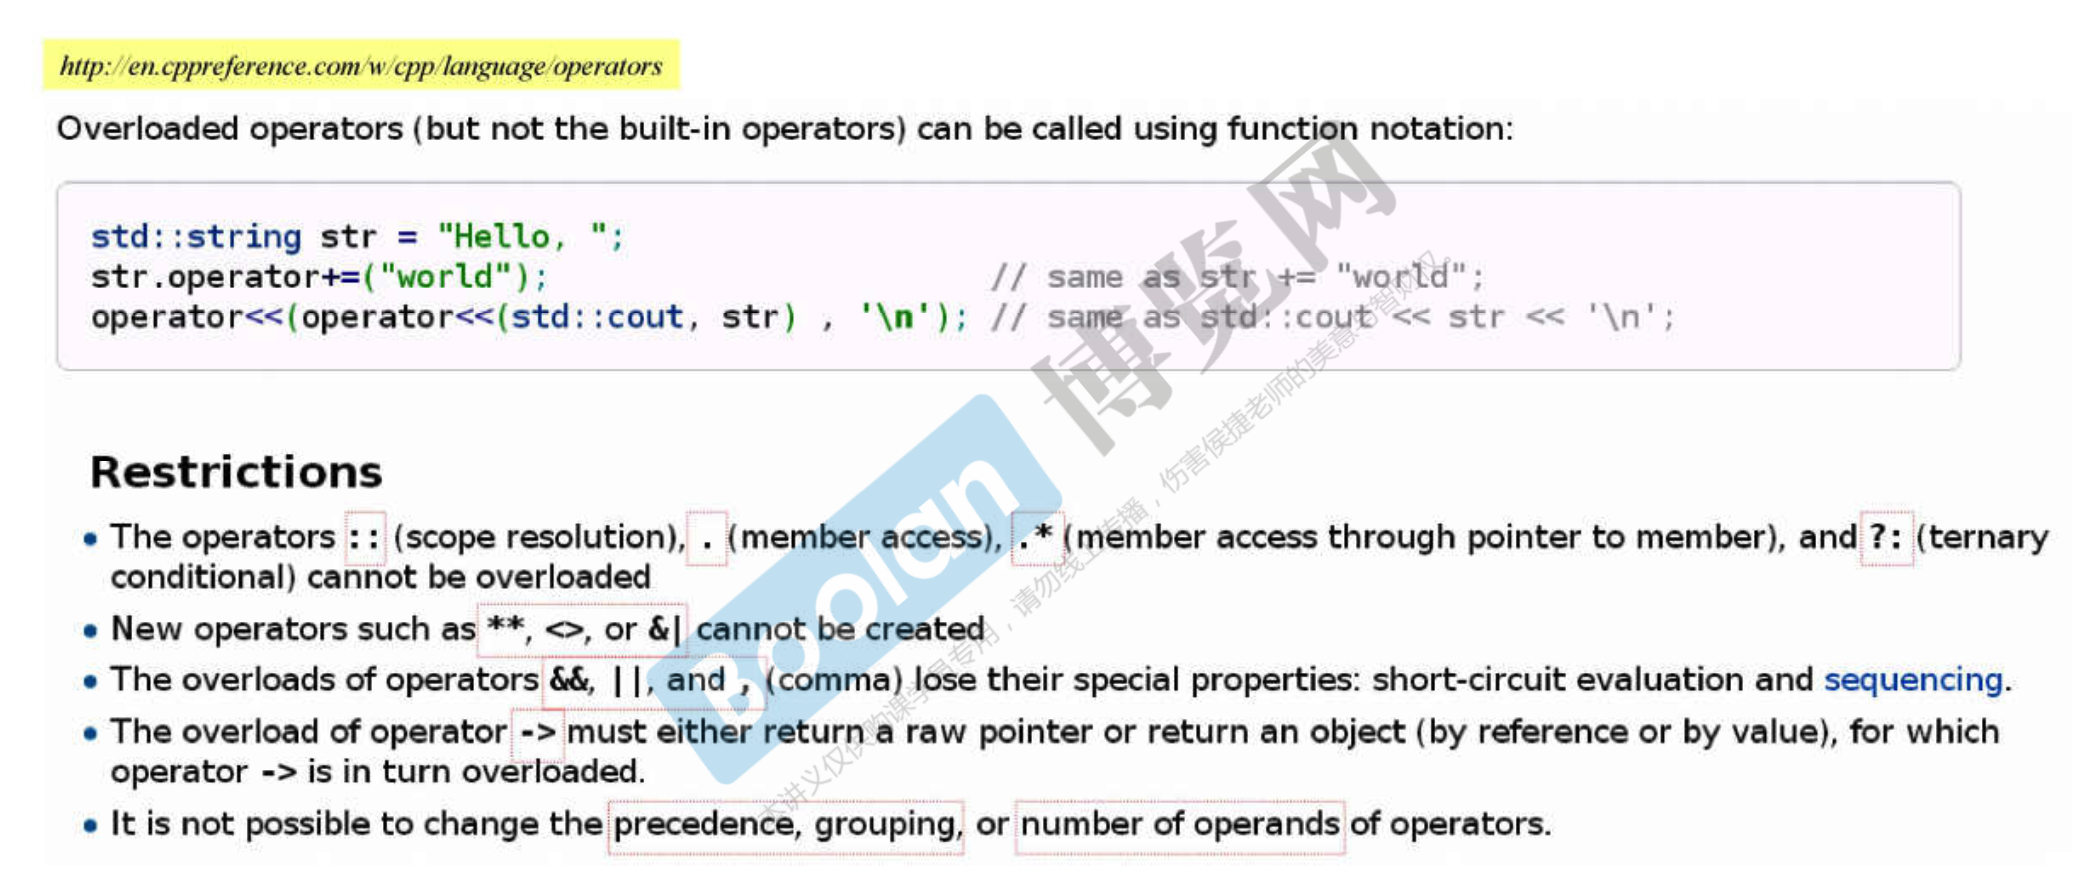 http://en.cppreference.com/w/cpp/language/operators
Overloaded operators (but not the built-in operators) can be called using function notation:
std::string str = "Hello, ";
str.operator+=("world"); // same as str += "world";
operator<<(operator<<(std::cout, str) , '\n'); // same as std::cout << str << '\n';
Restrictions
• The operators :: (scope resolution), . (member access), .* (member access through pointer to member), and ?: (ternary
conditional) cannot be overloaded
• New operators such as **, <>, or &| cannot be created
• The overloads of operators &&, ||, and , (comma) lose their special properties: short-circuit evaluation and sequencing.
• The overload of operator -> must either return a raw pointer or return an object (by reference or by value), for which
operator -> is in turn overloaded.
• It is not possible to change the precedence, grouping, or number of operands of operators.
Boolan 博览网
本讲义仅供购课学员专用，请勿线上传播，伤害侯捷老师的美意与智财权。